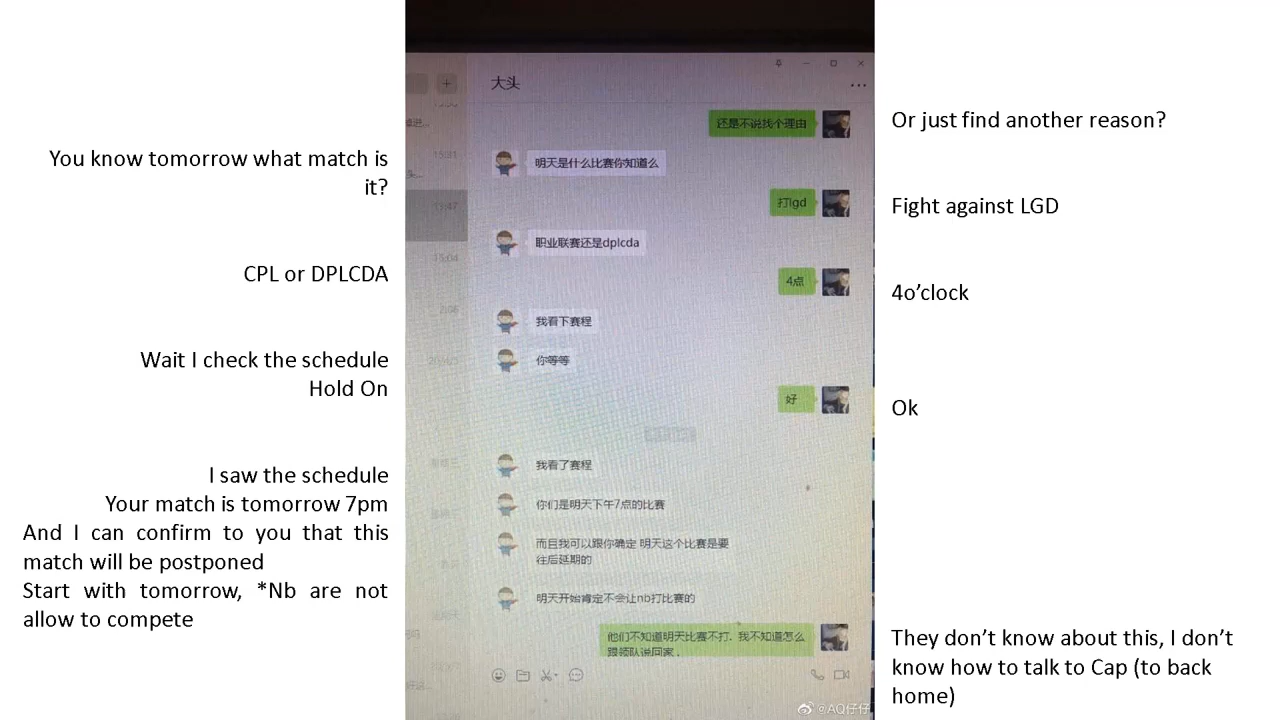 大头
还是不说找个理由
Or just find another reason?
You know tomorrow what match is
it?
明天是什么比赛你知道么
打lgd
Fight against LGD
CPL or DPLCDA
职业联赛还是dplcda
4点
4o’clock
Wait I check the schedule
我看下赛程
Hold On
你等等
好
Ok
I saw the schedule
我看了赛程
Your match is tomorrow 7pm
你们是明天下午7点的比赛
And I can confirm to you that this
match will be postponed
而且我可以跟你确定 明天这个比赛是要
往后延期的
Start with tomorrow, *Nb are not
allow to compete
明天开始肯定不会让nb打比赛的
他们不知道明天比赛不打. 我不知道怎么
跟领队说回家.
They don’t know about this, I don’t
know how to talk to Cap (to back
home)
@AQ仔仔